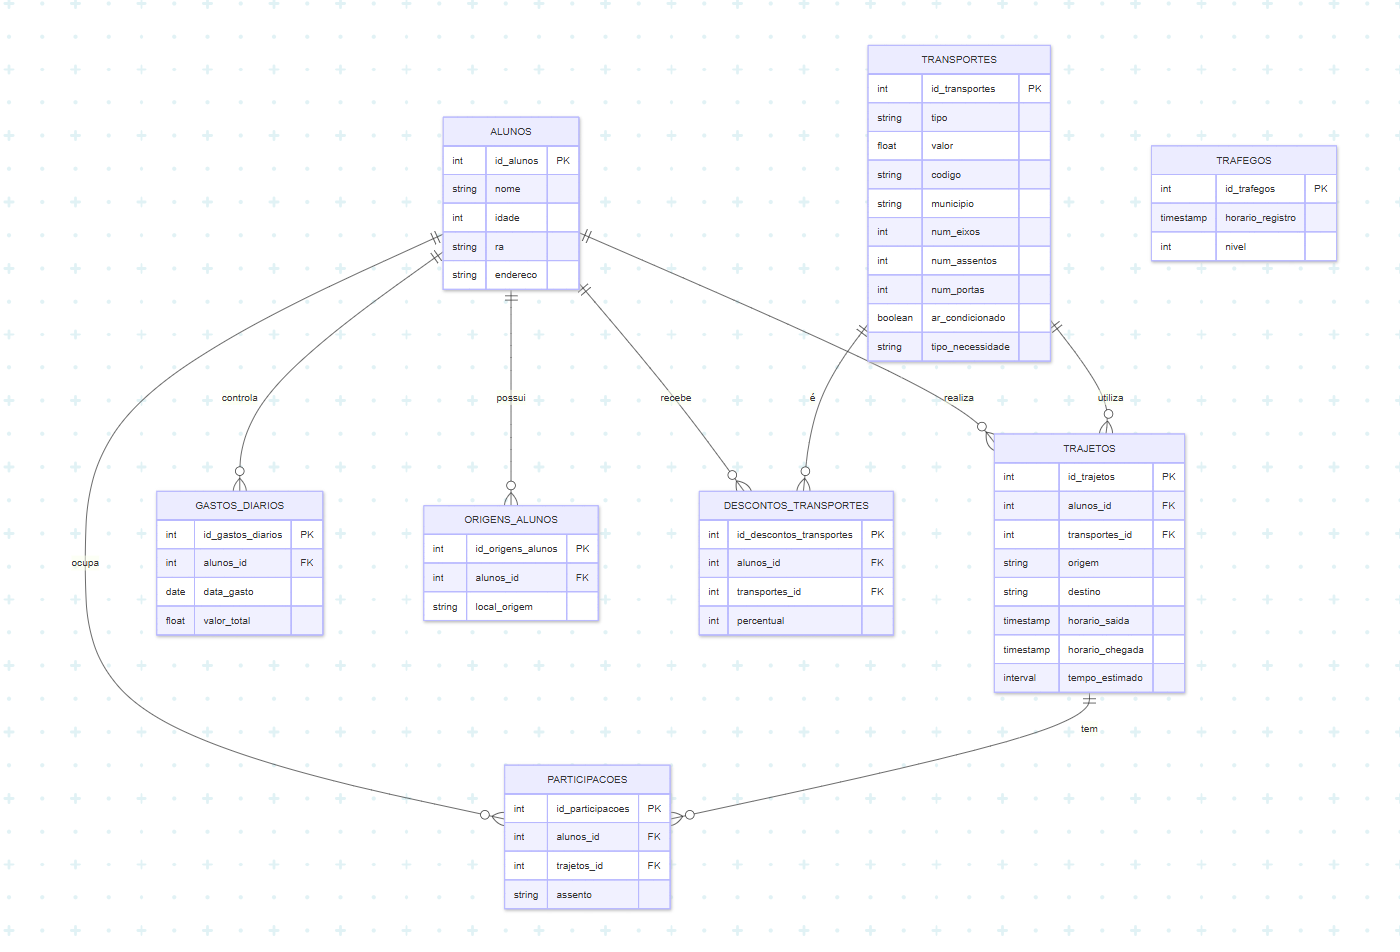 TRANSPORTES
int id_transportes PK
string tipo
float valor
string codigo
string municipio
int num_eixos
int num_assentos
int num_portas
boolean ar_condicionado
string tipo_necessidade
ALUNOS
int id_alunos PK
string nome
int idade
string ra
string endereco
TRAFEGOS
int id_trafegos PK
timestamp horario_registro
int nivel
controla
possui
recebe
é
realiza
utiliza
GASTOS_DIARIOS
int id_gastos_diarios PK
int alunos_id FK
date data_gasto
float valor_total
ORIGENS_ALUNOS
int id_origens_alunos PK
int alunos_id FK
string local_origem
DESCONTOS_TRANSPORTES
int id_descontos_transportes PK
int alunos_id FK
int transportes_id FK
int percentual
TRAJETOS
int id_trajetos PK
int alunos_id FK
int transportes_id FK
string origem
string destino
timestamp horario_saida
timestamp horario_chegada
interval tempo_estimado
ocupa
tem
PARTICIPACOES
int id_participacoes PK
int alunos_id FK
int trajetos_id FK
string assento